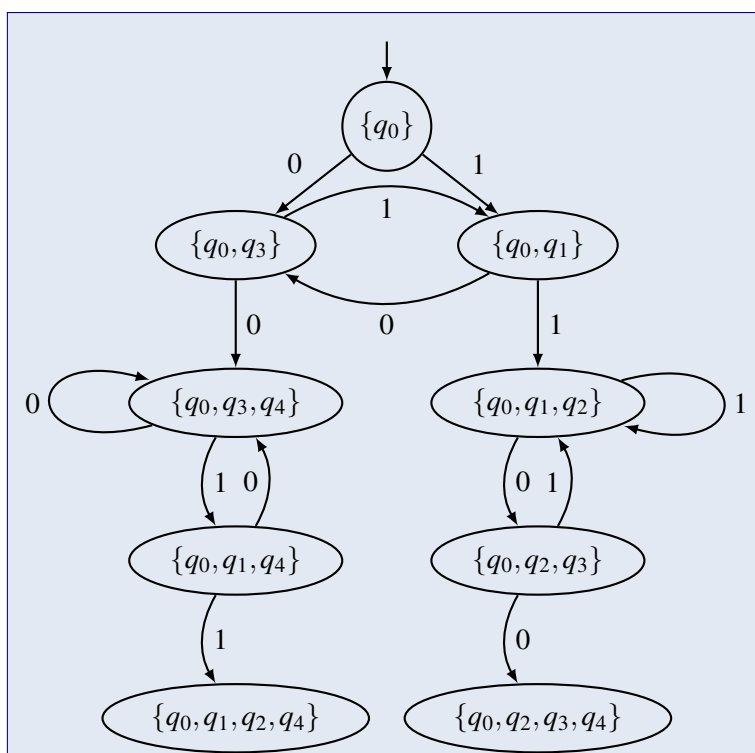 {q0}
0 1
1
{q0, q3} {q0, q1}
0
0 1
0 {q0, q3, q4} {q0, q1, q2} 1
1 0 0 1
{q0, q1, q4} {q0, q2, q3}
1 0
{q0, q1, q2, q4} {q0, q2, q3, q4}